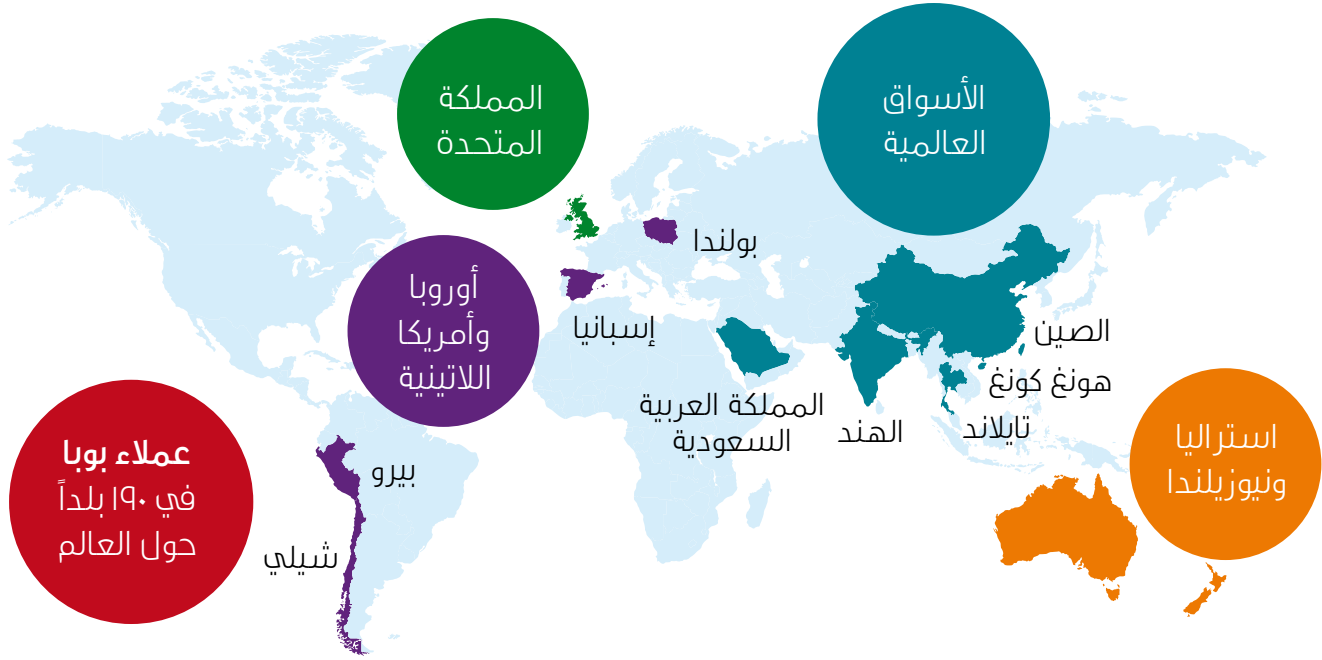 المملكة
المتحدة
الأسواق
العالمية
بولندا
أوروبا
وأمريكا
اللاتينية
إسبانيا
الصين
هونغ كونغ
تايلاند
الهند
المملكة العربية
السعودية
استراليا
ونيوزيلندا
عملاء بوبا
في ١٩٠ بلداً
حول العالم
بيرو
شيلي